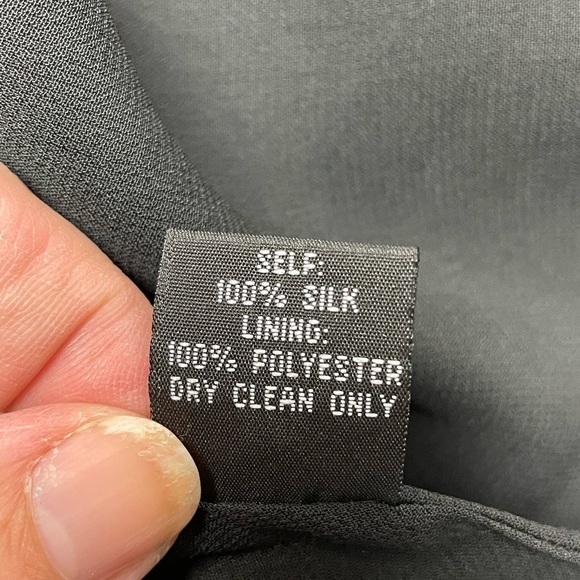 SELF:
100% SILK
LINING:
100% POLYESTER
DRY CLEAN ONLY